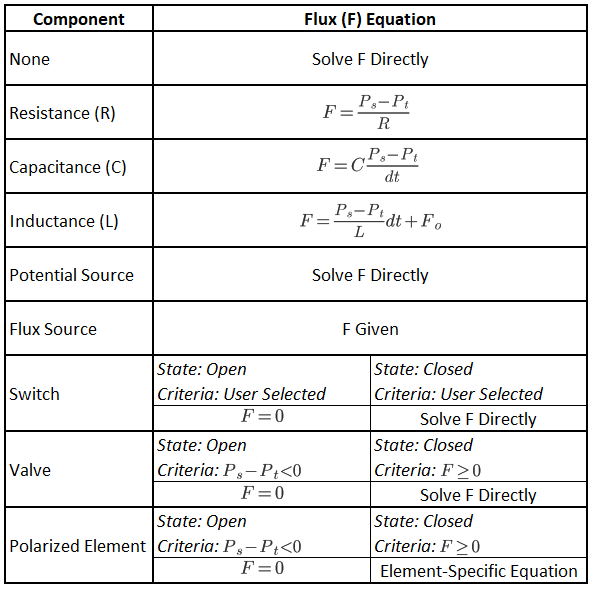 Component Flux (F) Equation
None Solve F Directly
Resistance (R) F = \frac{P_s - P_t}{R}
Capacitance (C) F = C\frac{P_s - P_t}{dt}
Inductance (L) F = \frac{P_s - P_t}{L}dt + F_o
Potential Source Solve F Directly
Flux Source F Given
Switch
State: Open
Criteria: User Selected
F = 0
State: Closed
Criteria: User Selected
Solve F Directly
Valve
State: Open
Criteria: P_s - P_t < 0
F = 0
State: Closed
Criteria: F ≥ 0
Solve F Directly
Polarized Element
State: Open
Criteria: P_s - P_t < 0
F = 0
State: Closed
Criteria: F ≥ 0
Element-Specific Equation